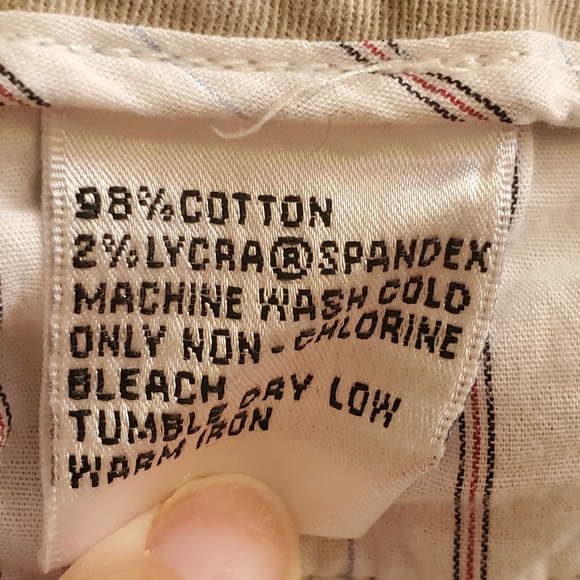 98% COTTON
2% LYCRA® SPANDEX
MACHINE WASH COLD
ONLY NON-CHLORINE
BLEACH
TUMBLE DRY LOW
WARM IRON